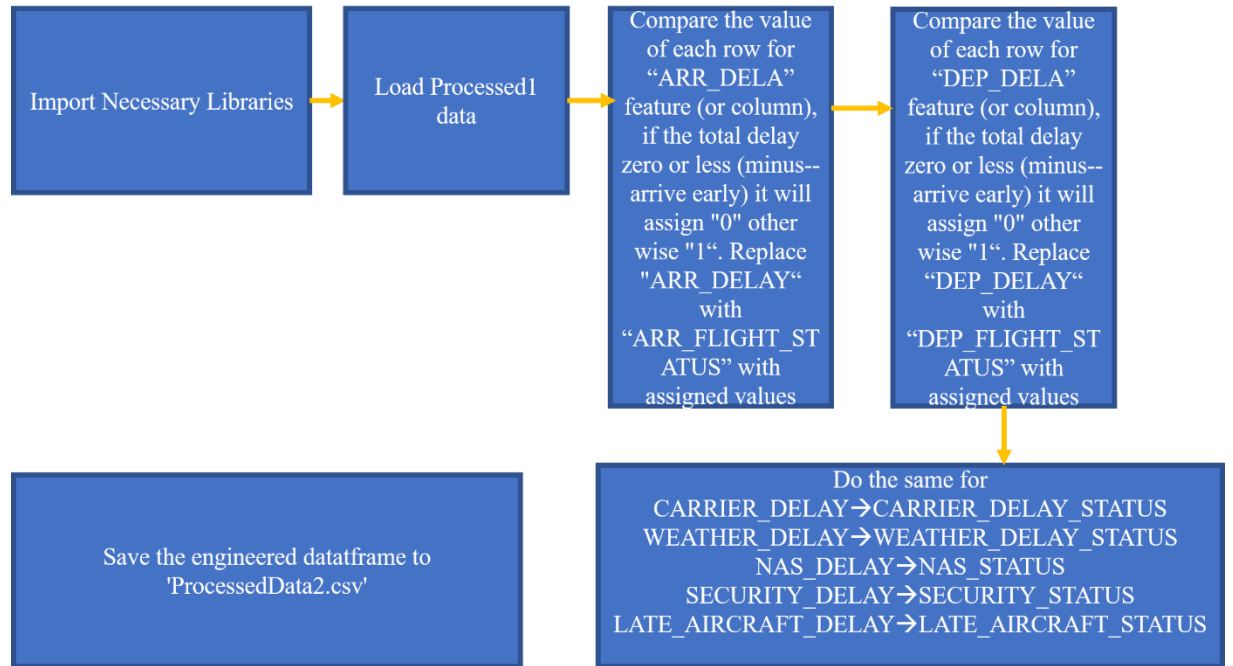 Import Necessary Libraries
Load Processed1
data
Compare the value
of each row for
“ARR_DELA”
feature (or column),
if the total delay
zero or less (minus--
arrive early) it will
assign "0" other
wise "1“. Replace
"ARR_DELAY“
with
“ARR_FLIGHT_ST
ATUS” with
assigned values
Compare the value
of each row for
“DEP_DELA”
feature (or column),
if the total delay
zero or less (minus--
arrive early) it will
assign "0" other
wise "1“. Replace
“DEP_DELAY“
with
“DEP_FLIGHT_ST
ATUS” with
assigned values
Do the same for
CARRIER_DELAY→CARRIER_DELAY_STATUS
WEATHER_DELAY→WEATHER_DELAY_STATUS
NAS_DELAY→NAS_STATUS
SECURITY_DELAY→SECURITY_STATUS
LATE_AIRCRAFT_DELAY→LATE_AIRCRAFT_STATUS
Save the engineered datatframe to
'ProcessedData2.csv'